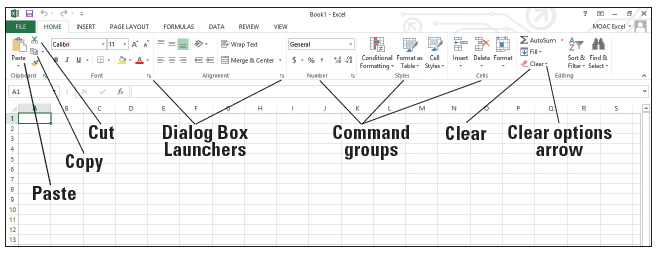 Book1 - Excel
FILE HOME INSERT PAGE LAYOUT FORMULAS DATA REVIEW VIEW MOAC Excel
Calibri 11 A A Wrap Text General Conditional Format as Cell Insert Delete Format AutoSum Sort & Find &
Paste B I U A Merge & Center $ % , Formatting Table Styles Fill Filter Select
Clear
Clipboard Font Alignment Number Styles Cells Editing
A1 fx
A B C D E F G H I J K L M N O P Q R S
1
2
3
Cut Dialog Box Launchers Command groups Clear Clear options arrow
4
5
Copy
6
7
8
Paste
9
10
11
12
13